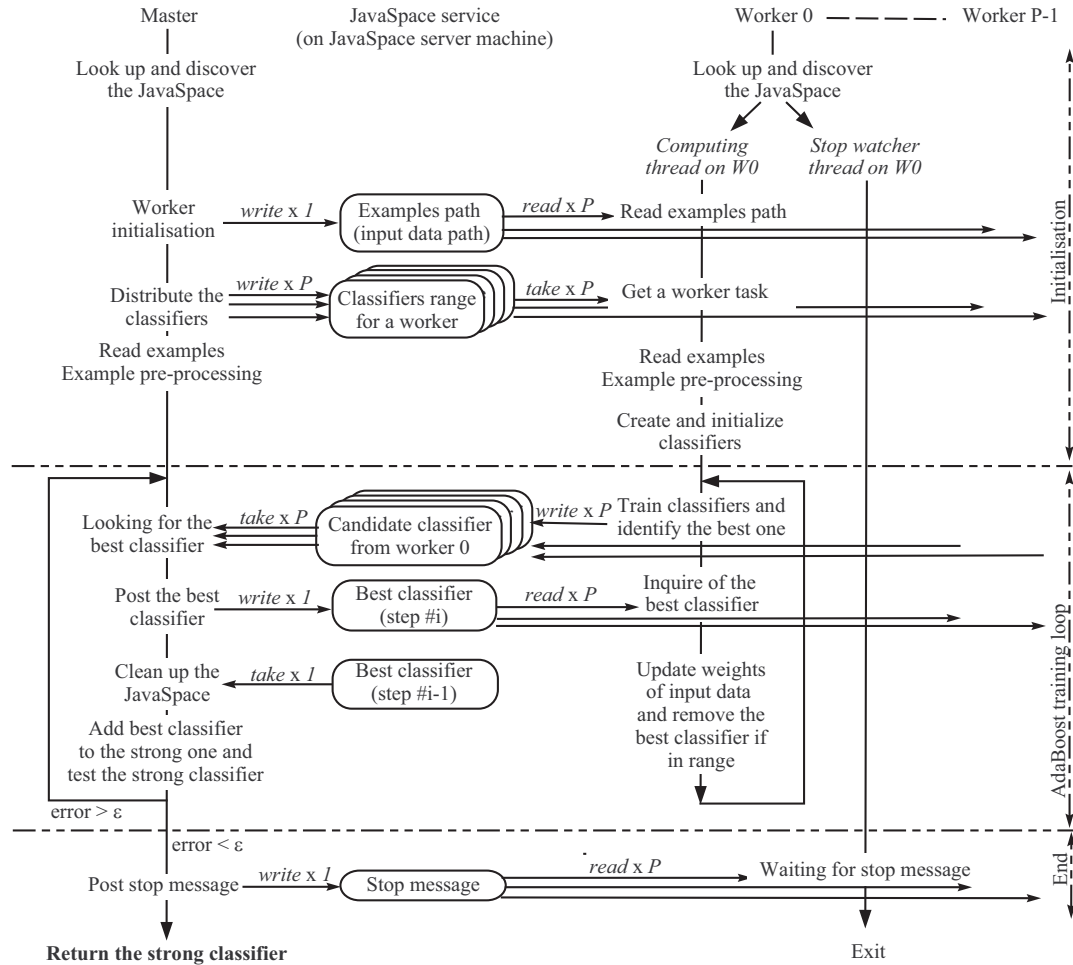 Master
JavaSpace service
(on JavaSpace server machine)
Worker 0
Worker P-1
Look up and discover
the JavaSpace
Look up and discover
the JavaSpace
Computing
thread on W0
Stop watcher
thread on W0
Worker
initialisation
write x 1
Examples path
(input data path)
read x P
Read examples path
Distribute the
classifiers
write x P
Classifiers range
for a worker
take x P
Get a worker task
Read examples
Example pre-processing
Read examples
Example pre-processing
Create and initialize
classifiers
Initialisation
Looking for the
best classifier
take x P
Candidate classifier
from worker 0
write x P
Train classifiers and
identify the best one
Post the best
classifier
write x 1
Best classifier
(step #i)
read x P
Inquire of the
best classifier
Clean up the
JavaSpace
take x 1
Best classifier
(step #i-1)
Update weights
of input data
and remove the
best classifier if
in range
Add best classifier
to the strong one and
test the strong classifier
error > ε
AdaBoost training loop
error < ε
Post stop message
write x 1
Stop message
read x P
Waiting for stop message
End
Return the strong classifier
Exit